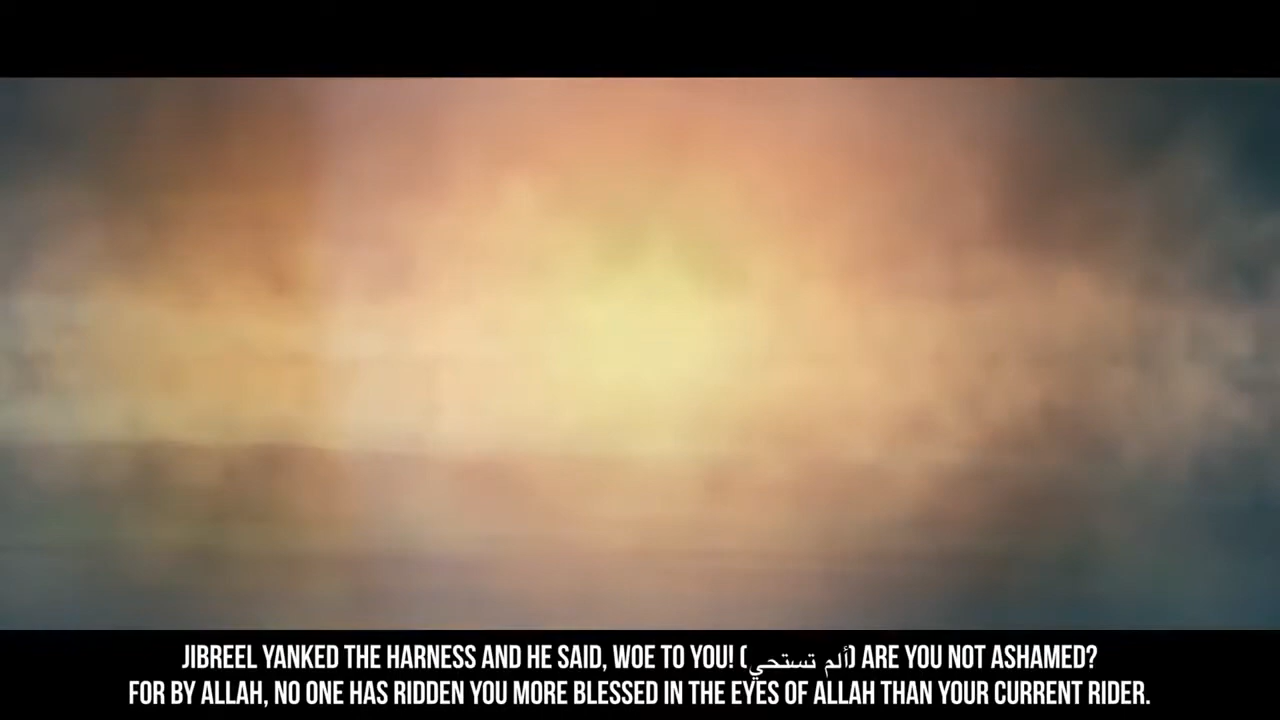 JIBREEL YANKED THE HARNESS AND HE SAID, WOE TO YOU! (ألم تستحي) ARE YOU NOT ASHAMED?
FOR BY ALLAH, NO ONE HAS RIDDEN YOU MORE BLESSED IN THE EYES OF ALLAH THAN YOUR CURRENT RIDER.